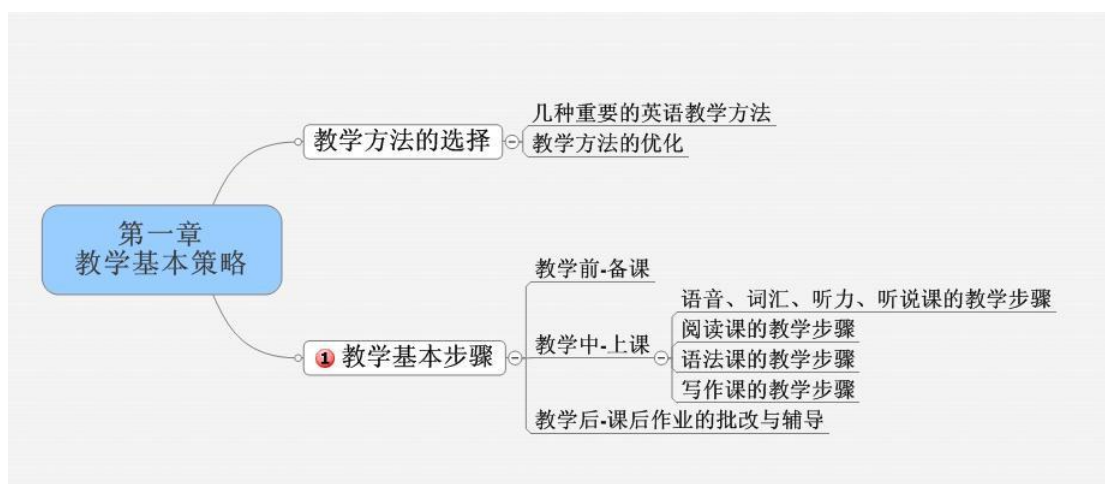 第一章
教学基本策略
教学方法的选择
几种重要的英语教学方法
教学方法的优化
1 教学基本步骤
教学前-备课
教学中-上课
语音、词汇、听力、听说课的教学步骤
阅读课的教学步骤
语法课的教学步骤
写作课的教学步骤
教学后-课后作业的批改与辅导